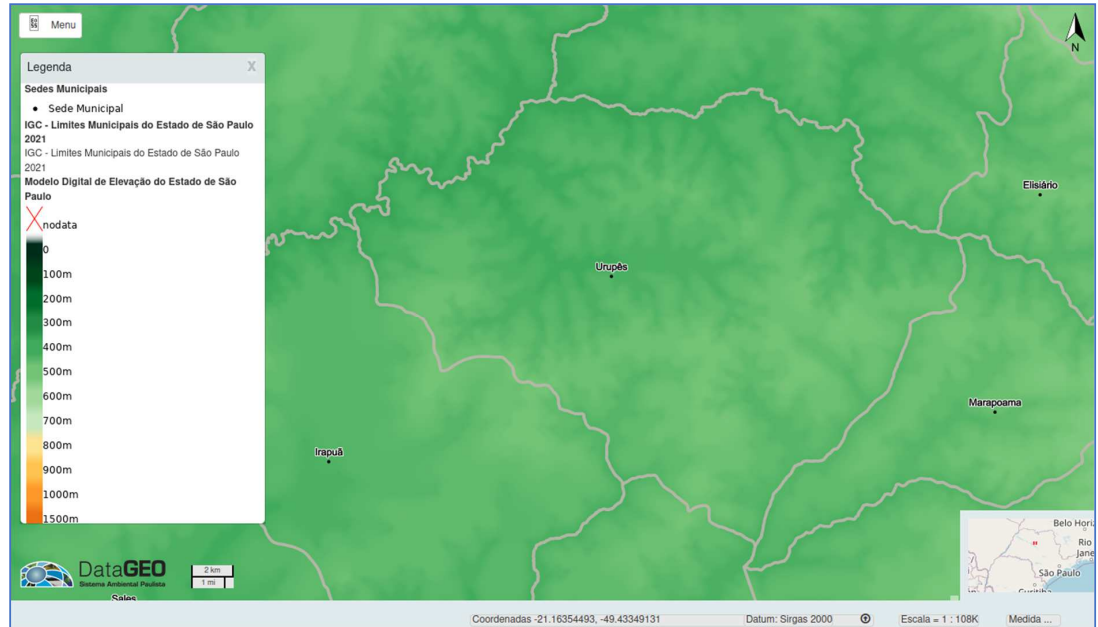 Menu
N
Legenda X
Sedes Municipais
Sede Municipal
IGC - Limites Municipais do Estado de São Paulo
2021
IGC - Limites Municipais do Estado de São Paulo
2021
Modelo Digital de Elevação do Estado de São
Paulo
nodata
0
100m
200m
300m
400m
500m
600m
700m
800m
900m
1000m
1500m
Elisiário
Urupês
Marapoama
Irapuã
Belo Hori
Rio
Jane
São Paulo
DataGEO
Sistema Ambiental Paulista
2 km
1 mi
Sales
Coordenadas -21.16354493, -49.43349131 Datum: Sirgas 2000 Escala = 1 : 108K Medida ...